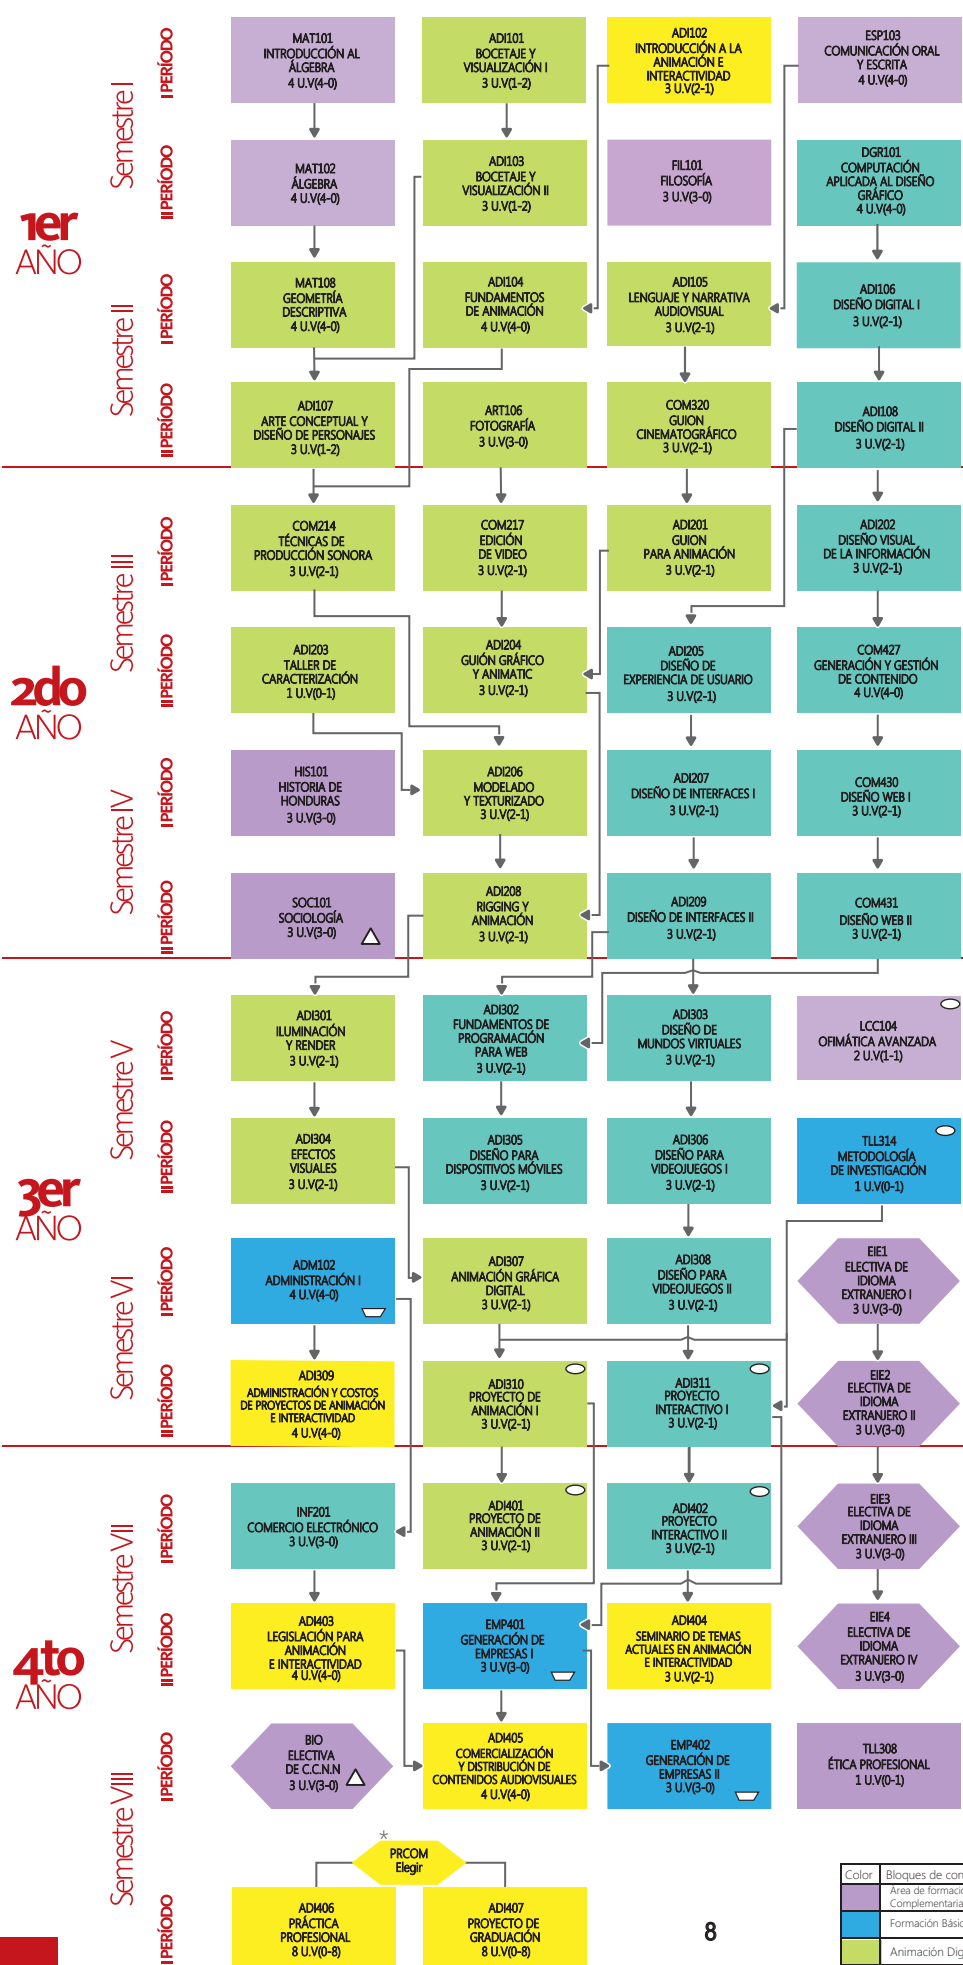 1er
AÑO
Semestre I
I PERÍODO
MAT101
INTRODUCCIÓN AL
ÁLGEBRA
4 U.V(4-0)
ADI101
BOCETAJE Y
VISUALIZACIÓN I
3 U.V(1-2)
ADI102
INTRODUCCIÓN A LA
ANIMACIÓN E
INTERACTIVIDAD
3 U.V(2-1)
ESP103
COMUNICACIÓN ORAL
Y ESCRITA
4 U.V(4-0)
II PERÍODO
MAT102
ÁLGEBRA
4 U.V(4-0)
ADI103
BOCETAJE Y
VISUALIZACIÓN II
3 U.V(1-2)
FIL101
FILOSOFÍA
3 U.V(3-0)
DGR101
COMPUTACIÓN
APLICADA AL DISEÑO
GRÁFICO
4 U.V(4-0)
Semestre II
I PERÍODO
MAT108
GEOMETRÍA
DESCRIPTIVA
4 U.V(4-0)
ADI104
FUNDAMENTOS
DE ANIMACIÓN
4 U.V(4-0)
ADI105
LENGUAJE Y NARRATIVA
AUDIOVISUAL
3 U.V(2-1)
ADI106
DISEÑO DIGITAL I
3 U.V(2-1)
II PERÍODO
ADI107
ARTE CONCEPTUAL Y
DISEÑO DE PERSONAJES
3 U.V(1-2)
ART106
FOTOGRAFÍA
3 U.V(3-0)
COM320
GUION
CINEMATOGRÁFICO
3 U.V(2-1)
ADI108
DISEÑO DIGITAL II
3 U.V(2-1)
2do
AÑO
Semestre III
I PERÍODO
COM214
TÉCNICAS DE
PRODUCCIÓN SONORA
3 U.V(2-1)
COM217
EDICIÓN
DE VIDEO
3 U.V(2-1)
ADI201
GUION
PARA ANIMACIÓN
3 U.V(2-1)
ADI202
DISEÑO VISUAL
DE LA INFORMACIÓN
3 U.V(2-1)
II PERÍODO
ADI203
TALLER DE
CARACTERIZACIÓN
1 U.V(0-1)
ADI204
GUIÓN GRÁFICO
Y ANIMATIC
3 U.V(2-1)
ADI205
DISEÑO DE
EXPERIENCIA DE USUARIO
3 U.V(2-1)
COM427
GENERACIÓN Y GESTIÓN
DE CONTENIDO
4 U.V(4-0)
Semestre IV
I PERÍODO
HIS101
HISTORIA DE
HONDURAS
3 U.V(3-0)
ADI206
MODELADO
Y TEXTURIZADO
3 U.V(2-1)
ADI207
DISEÑO DE INTERFACES I
3 U.V(2-1)
COM430
DISEÑO WEB I
3 U.V(2-1)
II PERÍODO
SOC101
SOCIOLOGÍA
3 U.V(3-0)
ADI208
RIGGING Y
ANIMACIÓN
3 U.V(2-1)
ADI209
DISEÑO DE INTERFACES II
3 U.V(2-1)
COM431
DISEÑO WEB II
3 U.V(2-1)
3er
AÑO
Semestre V
I PERÍODO
ADI301
ILUMINACIÓN
Y RENDER
3 U.V(2-1)
ADI302
FUNDAMENTOS DE
PROGRAMACIÓN
PARA WEB
3 U.V(2-1)
ADI303
DISEÑO DE
MUNDOS VIRTUALES
3 U.V(2-1)
LCC104
OFIMÁTICA AVANZADA
2 U.V(1-1)
II PERÍODO
ADI304
EFECTOS
VISUALES
3 U.V(2-1)
ADI305
DISEÑO PARA
DISPOSITIVOS MÓVILES
3 U.V(2-1)
ADI306
DISEÑO PARA
VIDEOJUEGOS I
3 U.V(2-1)
TLL314
METODOLOGÍA
DE INVESTIGACIÓN
1 U.V(0-1)
Semestre VI
I PERÍODO
ADM102
ADMINISTRACIÓN I
4 U.V(4-0)
ADI307
ANIMACIÓN GRÁFICA
DIGITAL
3 U.V(2-1)
ADI308
DISEÑO PARA
VIDEOJUEGOS II
3 U.V(2-1)
EIE1
ELECTIVA DE
IDIOMA
EXTRANJERO I
3 U.V(3-0)
II PERÍODO
ADI309
ADMINISTRACIÓN Y COSTOS
DE PROYECTOS DE ANIMACIÓN
E INTERACTIVIDAD
4 U.V(4-0)
ADI310
PROYECTO DE
ANIMACIÓN I
3 U.V(2-1)
ADI311
PROYECTO
INTERACTIVO I
3 U.V(2-1)
EIE2
ELECTIVA DE
IDIOMA
EXTRANJERO II
3 U.V(3-0)
4to
AÑO
Semestre VII
I PERÍODO
INF201
COMERCIO ELECTRÓNICO
3 U.V(3-0)
ADI401
PROYECTO DE
ANIMACIÓN II
3 U.V(2-1)
ADI402
PROYECTO
INTERACTIVO II
3 U.V(2-1)
EIE3
ELECTIVA DE
IDIOMA
EXTRANJERO III
3 U.V(3-0)
II PERÍODO
ADI403
LEGISLACIÓN PARA
ANIMACIÓN
E INTERACTIVIDAD
4 U.V(4-0)
EMP401
GENERACIÓN DE
EMPRESAS I
3 U.V(3-0)
ADI404
SEMINARIO DE TEMAS
ACTUALES EN ANIMACIÓN
E INTERACTIVIDAD
3 U.V(2-1)
EIE4
ELECTIVA DE
IDIOMA
EXTRANJERO IV
3 U.V(3-0)
Semestre VIII
I PERÍODO
BIO
ELECTIVA
DE C.C.N.N
3 U.V(3-0)
ADI405
COMERCIALIZACIÓN
Y DISTRIBUCIÓN DE
CONTENIDOS AUDIOVISUALES
4 U.V(4-0)
EMP402
GENERACIÓN DE
EMPRESAS II
3 U.V(3-0)
TLL308
ÉTICA PROFESIONAL
1 U.V(0-1)
*
PRCOM
Elegir
I PERÍODO
ADI406
PRÁCTICA
PROFESIONAL
8 U.V(0-8)
ADI407
PROYECTO DE
GRADUACIÓN
8 U.V(0-8)
8
Color
Bloques de con
Área de formació
Complementaria
Formación Básic
Animación Dig